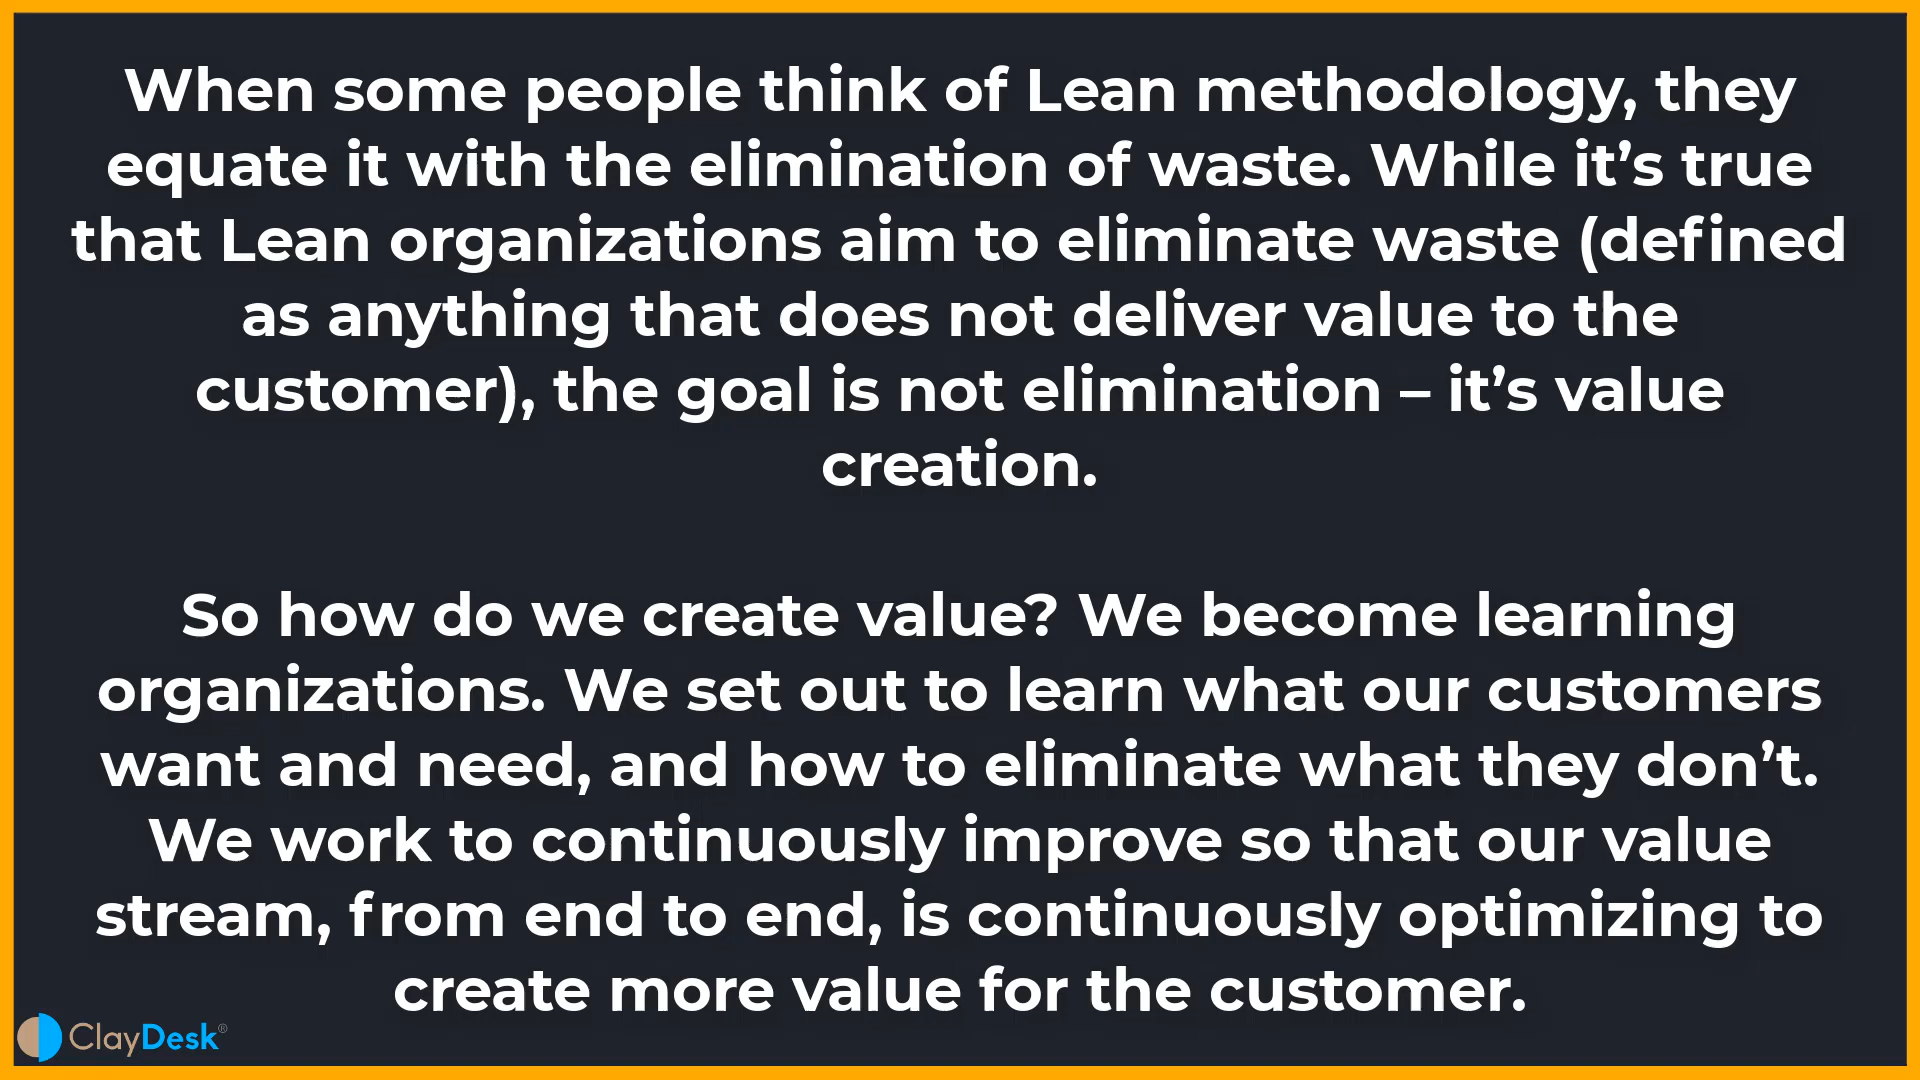 When some people think of Lean methodology, they
equate it with the elimination of waste. While it’s true
that Lean organizations aim to eliminate waste (defined
as anything that does not deliver value to the
customer), the goal is not elimination – it’s value
creation.
So how do we create value? We become learning
organizations. We set out to learn what our customers
want and need, and how to eliminate what they don’t.
We work to continuously improve so that our value
stream, from end to end, is continuously optimizing to
create more value for the customer.
ClayDesk®